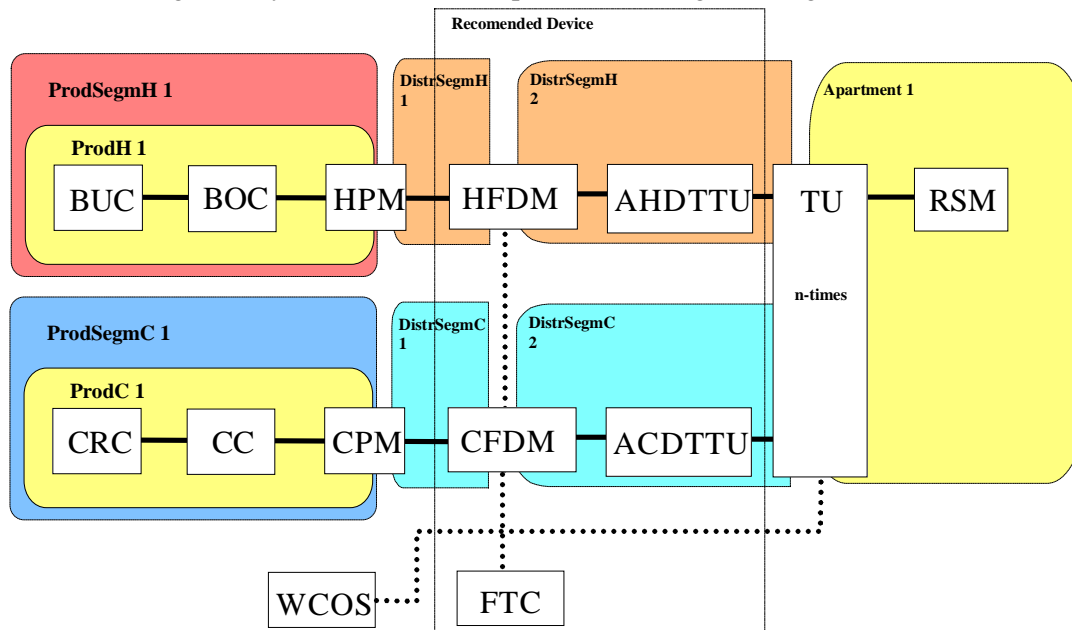 Recomended Device
ProdSegmH 1
DistrSegmH
1
DistrSegmH
2
Apartment 1
ProdH 1
BUC
BOC
HPM
HFDM
AHDTTU
TU
RSM
n-times
ProdSegmC 1
DistrSegmC
1
DistrSegmC
2
ProdC 1
CRC
CC
CPM
CFDM
ACDTTU
WCOS
FTC